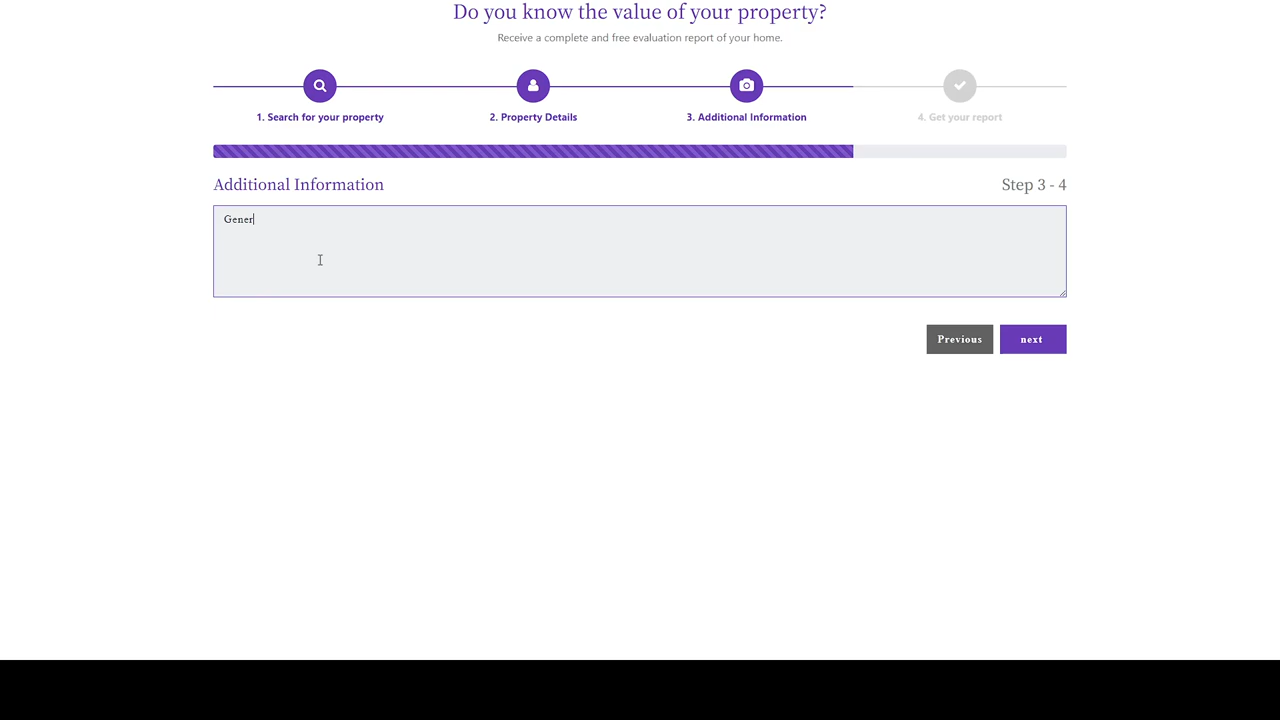 Do you know the value of your property?
Receive a complete and free evaluation report of your home.
1. Search for your property
2. Property Details
3. Additional Information
4. Get your report
Additional Information
Step 3 - 4
Gener
Previous
next